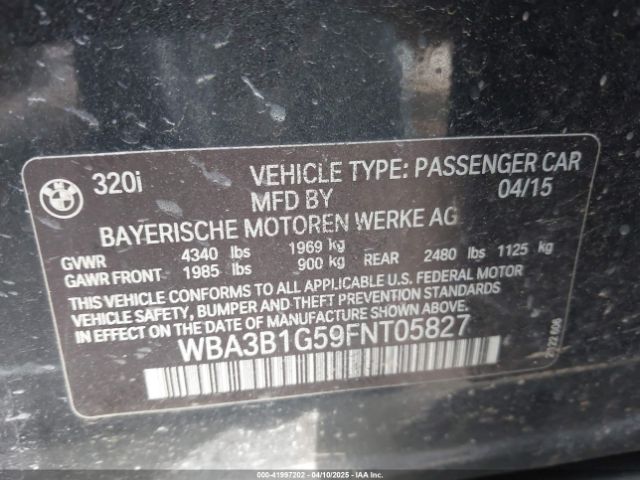 BMW
320i
VEHICLE TYPE: PASSENGER CAR
MFD BY 04/15
BAYERISCHE MOTOREN WERKE AG
GVWR 4340 lbs 1969 kg
GAWR FRONT 1985 lbs 900 kg REAR 2480 lbs 1125 kg
THIS VEHICLE CONFORMS TO ALL APPLICABLE U.S. FEDERAL MOTOR
VEHICLE SAFETY, BUMPER AND THEFT PREVENTION STANDARDS
IN EFFECT ON THE DATE OF MANUFACTURE SHOWN ABOVE.
WBA3B1G59FNT05827
000-41997202 - 04/10/2025 - IAA Inc.